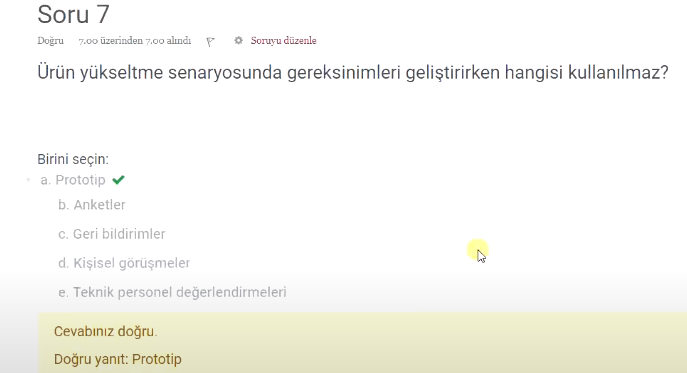 Soru 7
Doğru 7.00 üzerinden 7.00 alındı Soruyu düzenle
Ürün yükseltme senaryosunda gereksinimleri geliştirirken hangisi kullanılmaz?
Birini seçin:
a. Prototip
b. Anketler
c. Geri bildirimler
d. Kişisel görüşmeler
e. Teknik personel değerlendirmeleri
Cevabınız doğru.
Doğru yanıt: Prototip